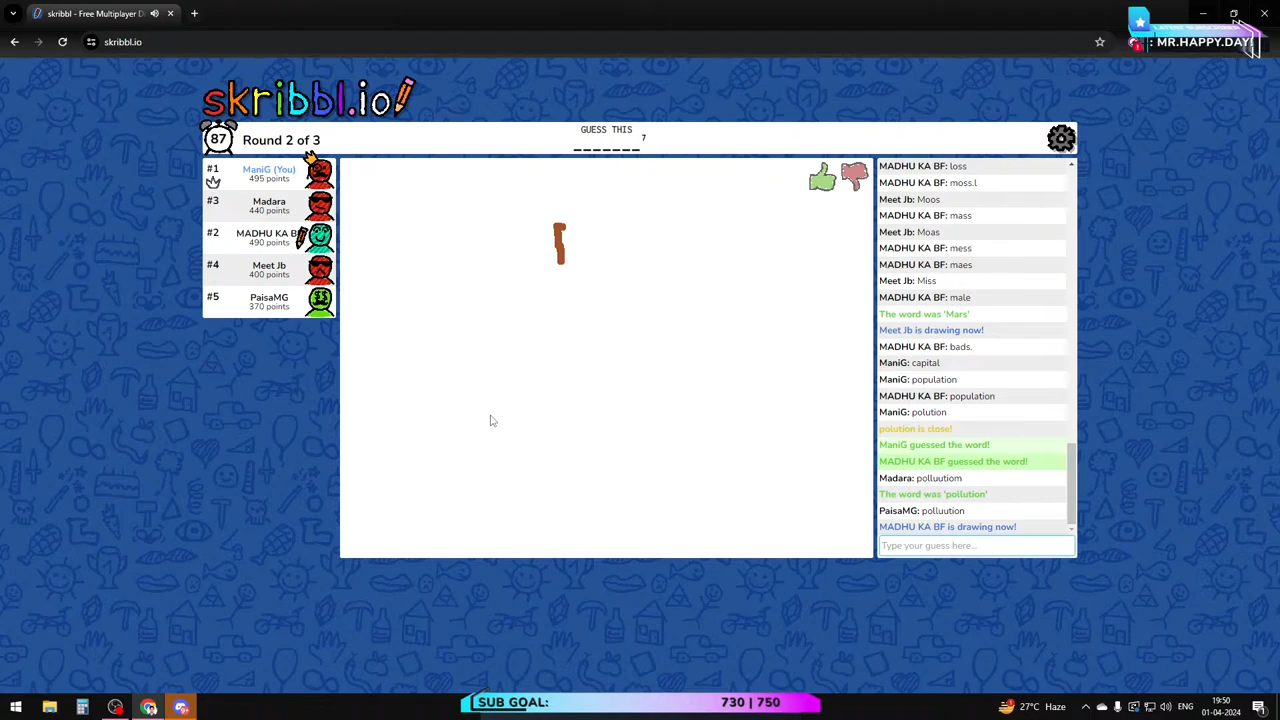 skribbl - Free Multiplayer D
skribbl.io
: MR.HAPPY.DAY!
skribbl.io
87
Round 2 of 3
GUESS THIS
_______ 7
#1
ManiG (You)
495 points
#3
Madara
440 points
#2
MADHU KA B
490 points
#4
Meet Jb
400 points
#5
PaisaMG
370 points
MADHU KA BF: loss
MADHU KA BF: moss.l
Meet Jb: Moos
MADHU KA BF: mass
Meet Jb: Moas
MADHU KA BF: mess
MADHU KA BF: maes
Meet Jb: Miss
MADHU KA BF: male
The word was 'Mars'
Meet Jb is drawing now!
MADHU KA BF: bads.
ManiG: capital
ManiG: population
MADHU KA BF: population
ManiG: polution
polution is close!
ManiG guessed the word!
MADHU KA BF guessed the word!
Madara: polluutiom
The word was 'pollution'
PaisaMG: polluution
MADHU KA BF is drawing now!
Type your guess here...
SUB GOAL: 730 | 750
27°C Haze
ENG
19:50
01-04-2024